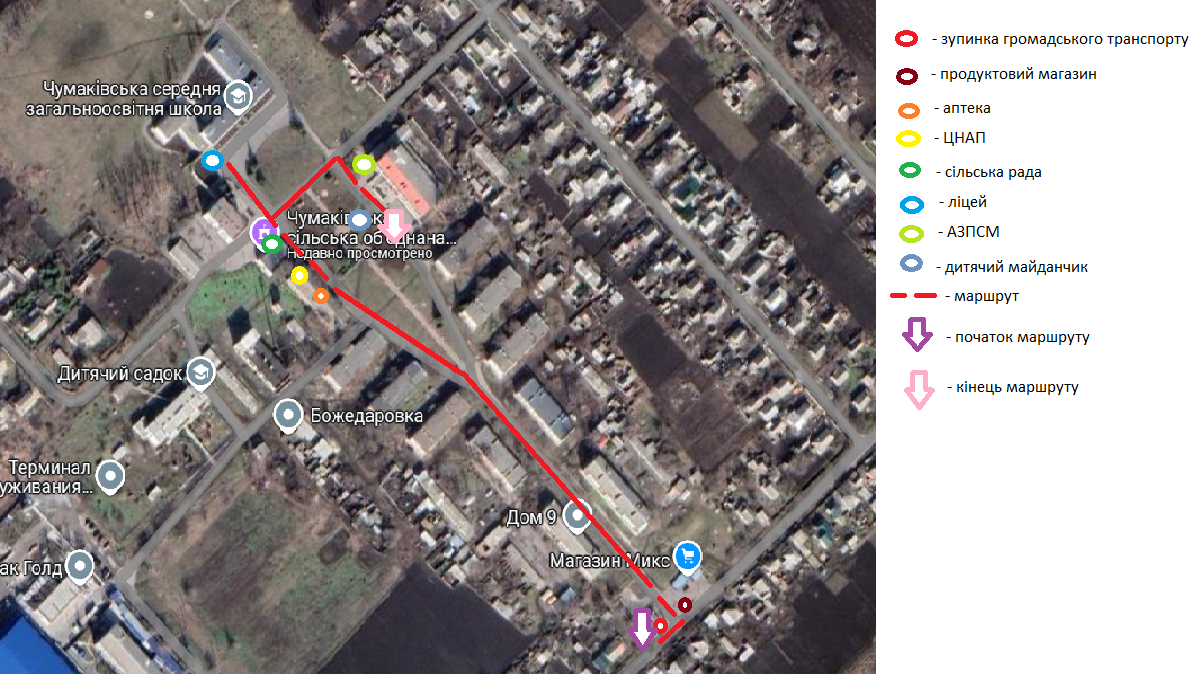 Чумаківська середня
загальноосвітня школа
Чумаківська
сільська об'єднана...
Недавно просмотрено
Дитячий садок
Божедаровка
Терминал
уживания...
ак Голд
Дом 9
Магазин Микс
- зупинка громадського транспорту
- продуктовий магазин
- аптека
- ЦНАП
- сільська рада
- ліцей
- АЗПСМ
- дитячий майданчик
- маршрут
- початок маршруту
- кінець маршруту